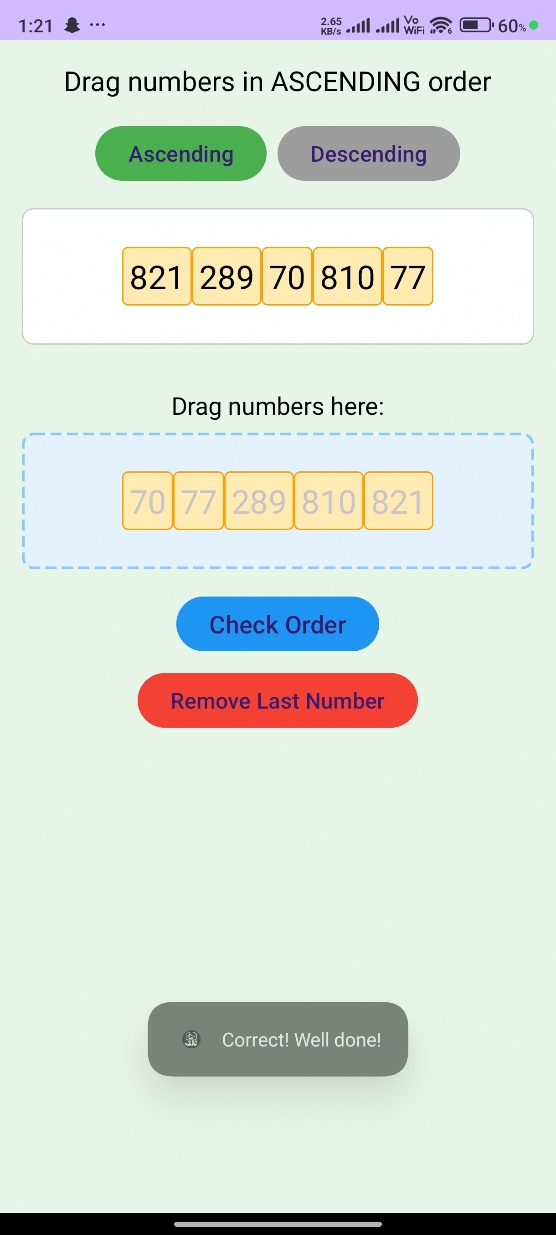 1:21 ... 2.65 KB/s Vo WiFi 6 60%
Drag numbers in ASCENDING order
Ascending Descending
821 289 70 810 77
Drag numbers here:
70 77 289 810 821
Check Order
Remove Last Number
Correct! Well done!